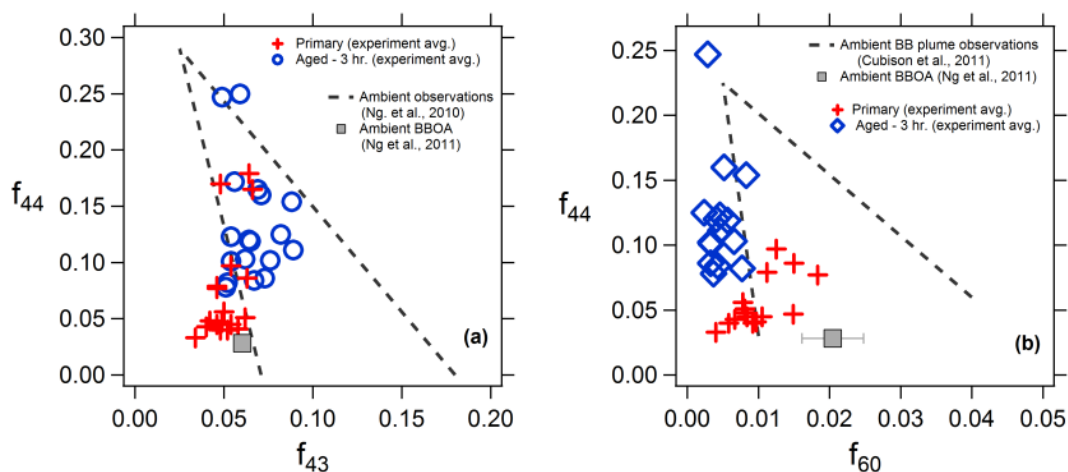 0.30
0.25
0.20
0.15
0.10
0.05
0.00
f44
Primary (experiment avg.)
Aged - 3 hr. (experiment avg.)
Ambient observations
(Ng. et al., 2010)
Ambient BBOA
(Ng et al., 2011)
(a)
0.00 0.05 0.10 0.15 0.20
f43
0.25
0.20
0.15
0.10
0.05
0.00
f44
Ambient BB plume observations
(Cubison et al., 2011)
Ambient BBOA (Ng et al., 2011)
Primary (experiment avg.)
Aged - 3 hr. (experiment avg.)
(b)
0.00 0.01 0.02 0.03 0.04 0.05
f60